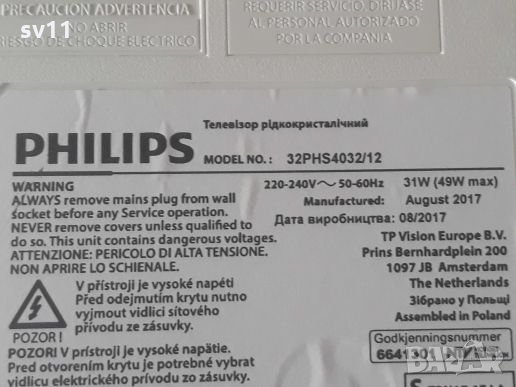 sv11
PRECAUCION ADVERTENCIA
NO ABRIR
RIESGO DE CHOQUE ELECTRICO
REQUERIR SERVICIO DIRIJASE
AL PERSONAL AUTORIZADO
POR LA COMPANIA
Телевізор рідкокристалічний
PHILIPS MODEL NO.: 32PHS4032/12
WARNING 220-240V～ 50-60Hz 31W (49W max)
ALWAYS remove mains plug from wall Manufactured: August 2017
socket before any Service operation. Дата виробництва: 08/2017
NEVER remove covers unless qualified to
do so. This unit contains dangerous voltages. TP Vision Europe B.V.
ATTENZIONE: PERICOLO DI ALTA TENSIONE. Prins Bernhardplein 200
NON APRIRE LO SCHIENALE. 1097 JB Amsterdam
V přístroji je vysoké napětí The Netherlands
Před odejmutím krytu nutno Зібрано у Польщі
vyjmout vidlici síťového Assembled in Poland
POZOR! přívodu ze zásuvky.
Godkjenningsnummer
POZOR! V prístroji je vysoké napätie. 6641301
Pred otvorením krytu je potrebné vybrať
vidlicu elektrického prívodu zo zásuvky.
BAZAR